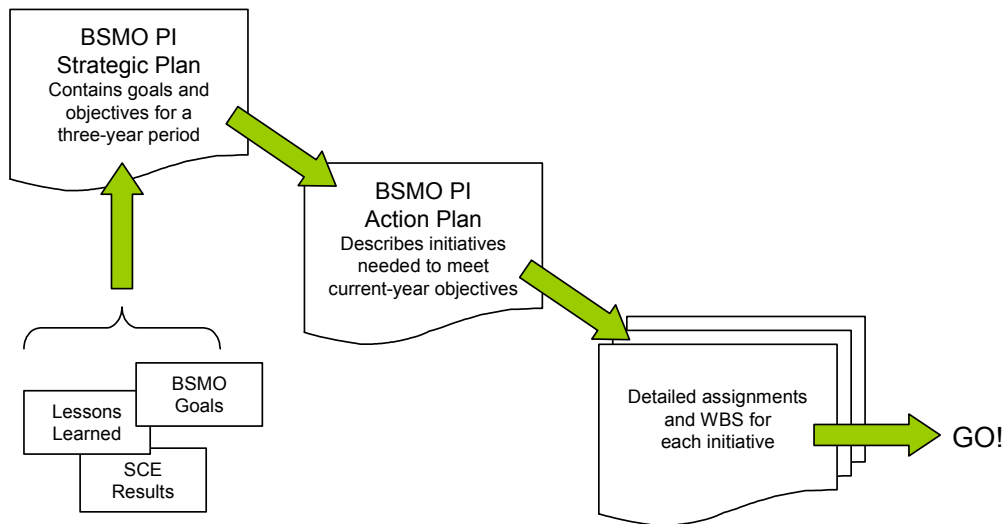 BSMO PI
Strategic Plan
Contains goals and
objectives for a
three-year period
BSMO PI
Action Plan
Describes initiatives
needed to meet
current-year objectives
BSMO
Goals
Lessons
Learned
SCE
Results
Detailed assignments
and WBS for
each initiative
GO!